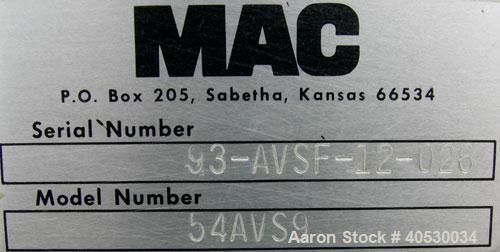 MAC
P.O. Box 205, Sabetha, Kansas 66534
Serial Number
93-AVSF-12-026
Model Number
54AVS9
Aaron Stock # 40530034